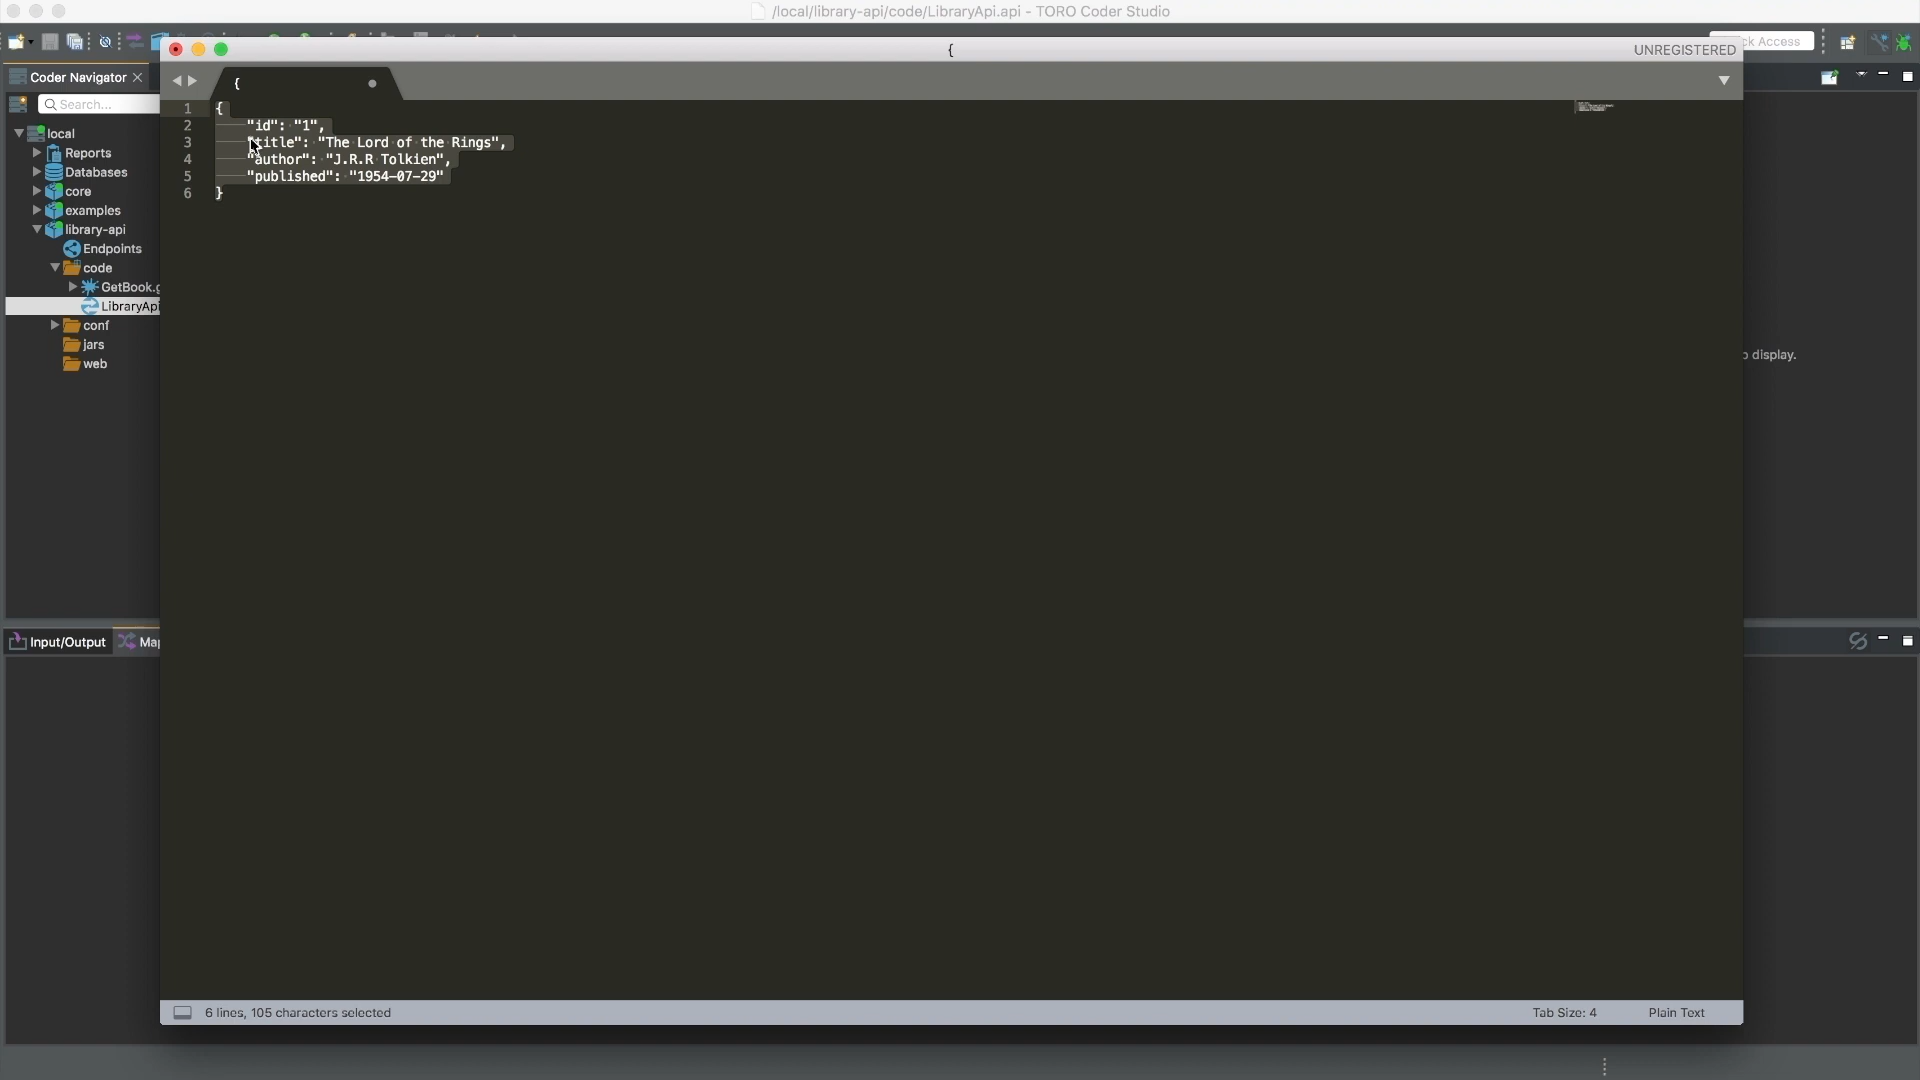 /local/library-api/code/LibraryApi.api - TORO Coder Studio
{
UNREGISTERED
ck Access
Coder Navigator
{
Search...
local
Reports
Databases
core
examples
library-api
Endpoints
code
GetBook.g
LibraryApi
conf
jars
web
1 {
2 "id": "1",
3 "title": "The Lord of the Rings",
4 "author": "J.R.R Tolkien",
5 "published": "1954-07-29"
6 }
display.
Input/Output
Map
6 lines, 105 characters selected
Tab Size: 4
Plain Text